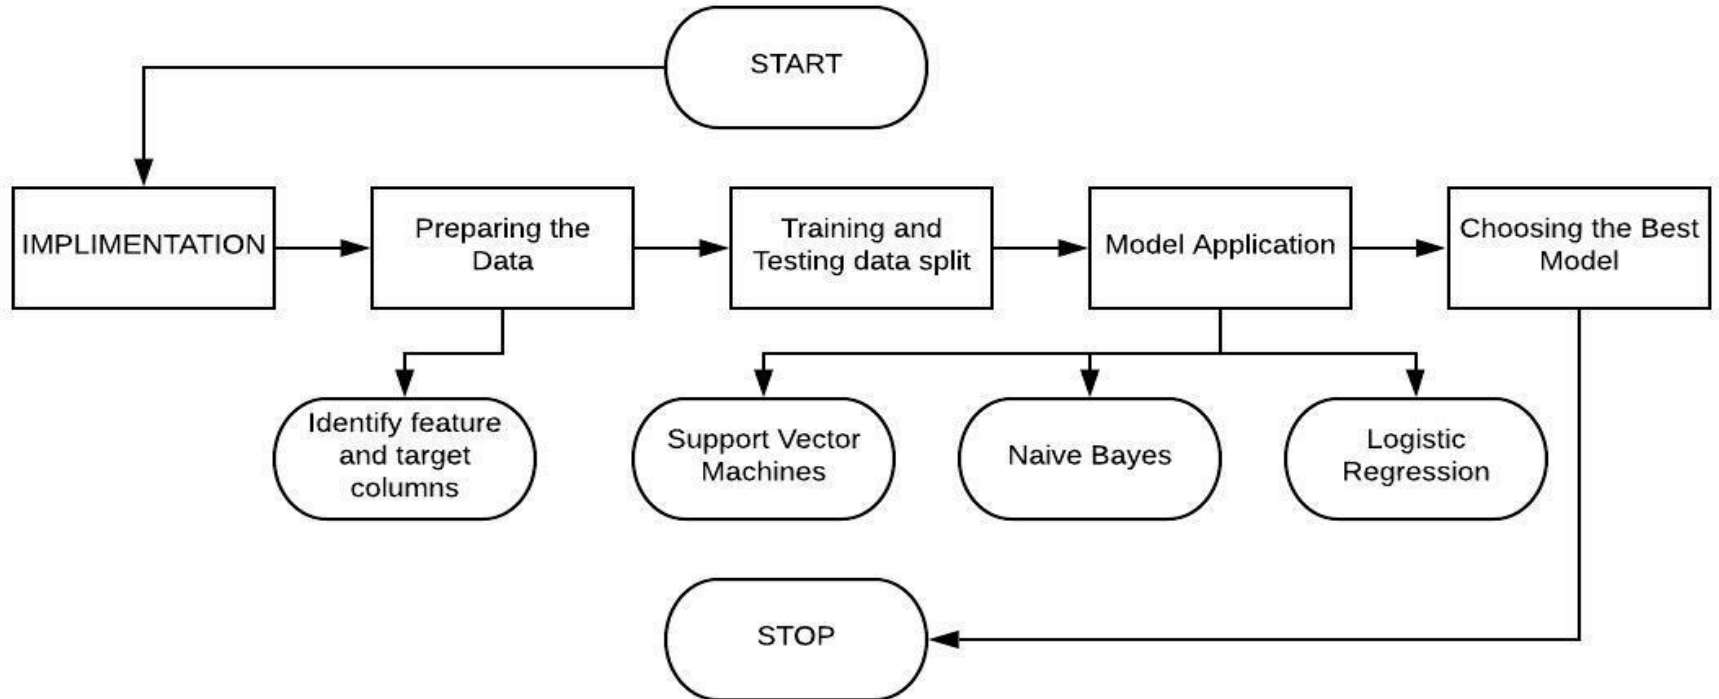 START
IMPLIMENTATION
Preparing the
Data
Training and
Testing data split
Model Application
Choosing the Best
Model
Identify feature
and target
columns
Support Vector
Machines
Naive Bayes
Logistic
Regression
STOP